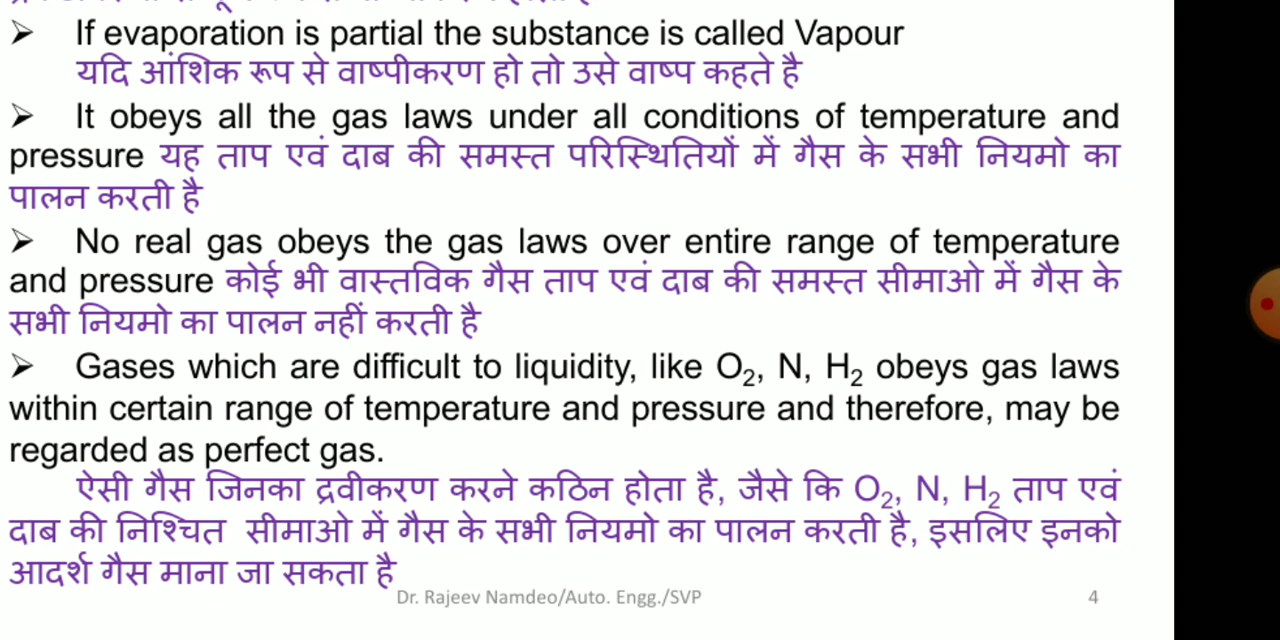 ➢ If evaporation is partial the substance is called Vapour
यदि आंशिक रूप से वाष्पीकरण हो तो उसे वाष्प कहते है
➢ It obeys all the gas laws under all conditions of temperature and
pressure यह ताप एवं दाब की समस्त परिस्थितियों में गैस के सभी नियमो का
पालन करती है
➢ No real gas obeys the gas laws over entire range of temperature
and pressure कोई भी वास्तविक गैस ताप एवं दाब की समस्त सीमाओ में गैस के
सभी नियमो का पालन नहीं करती है
➢ Gases which are difficult to liquidity, like O₂, N, H₂ obeys gas laws
within certain range of temperature and pressure and therefore, may be
regarded as perfect gas.
ऐसी गैस जिनका द्रवीकरण करने कठिन होता है, जैसे कि O₂, N, H₂ ताप एवं
दाब की निश्चित सीमाओ में गैस के सभी नियमो का पालन करती है, इसलिए इनको
आदर्श गैस माना जा सकता है
Dr. Rajeev Namdeo/Auto. Engg./SVP 4